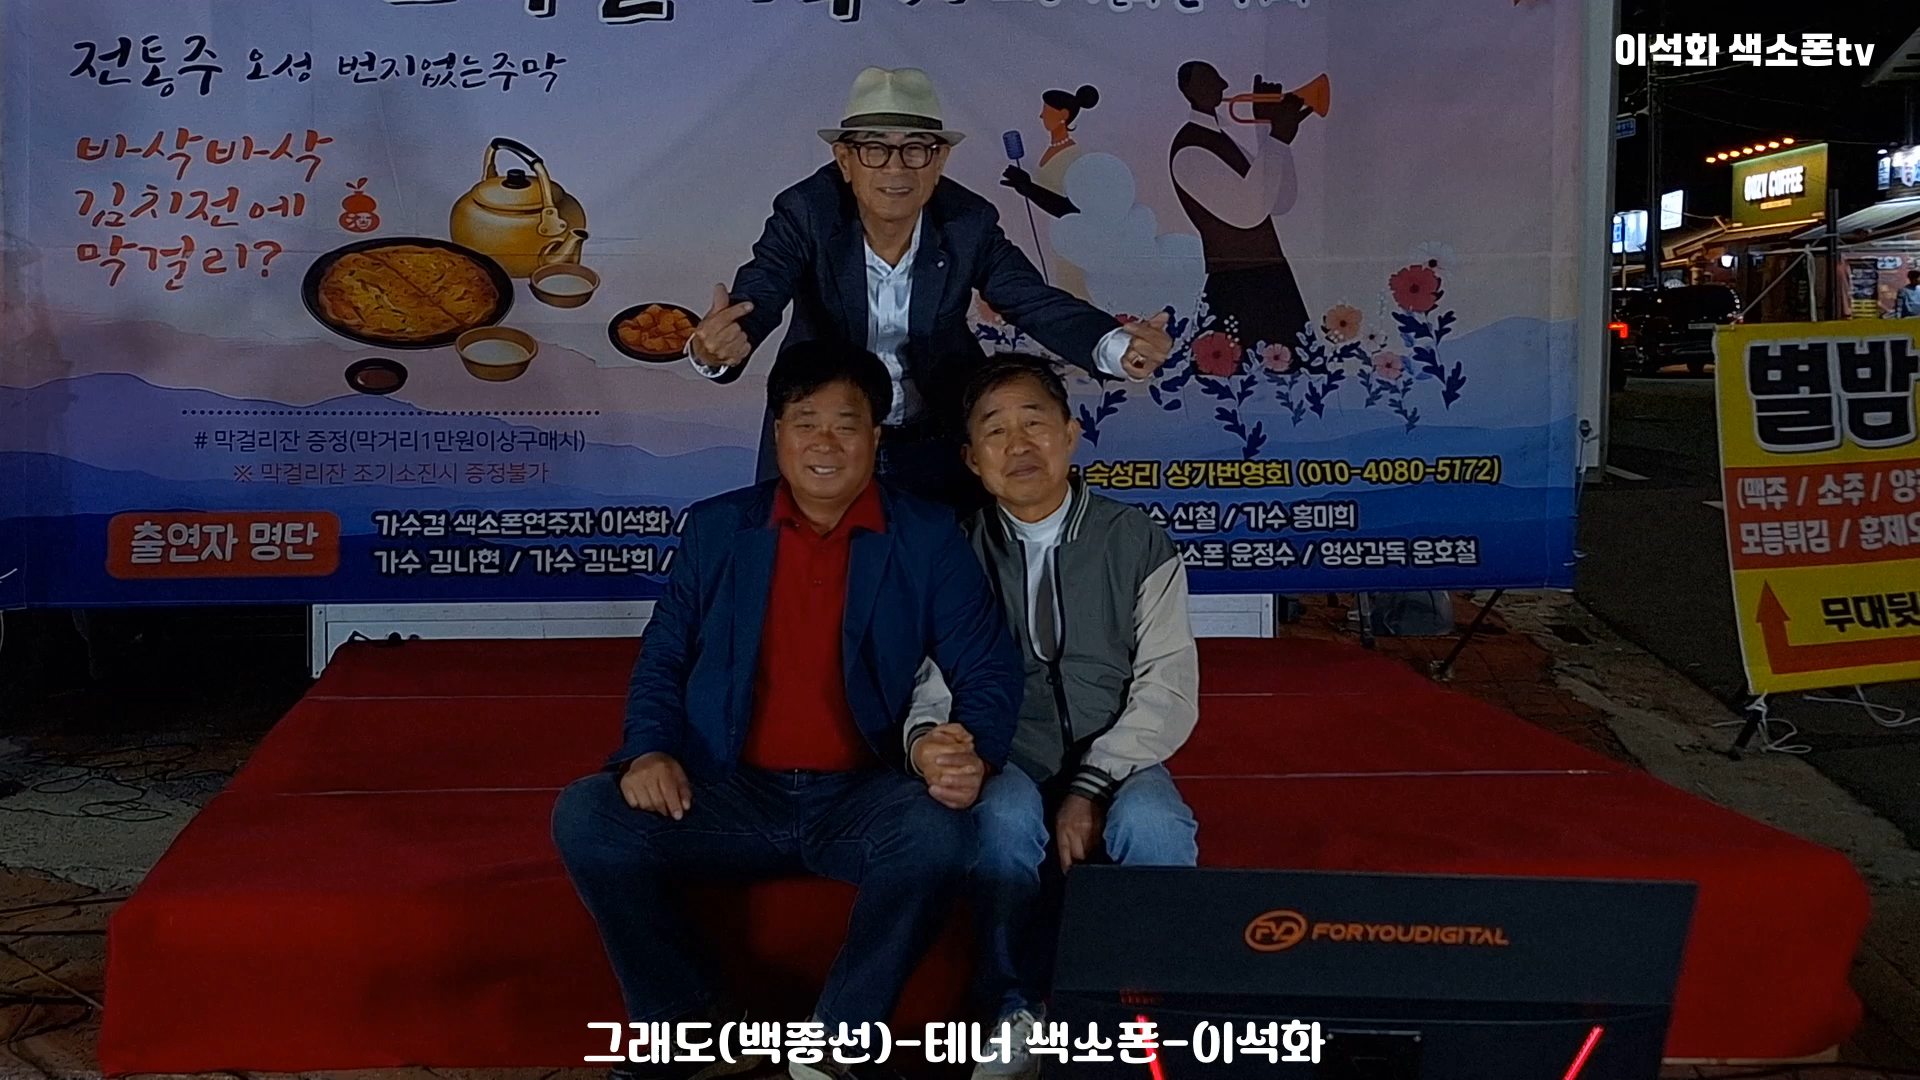 이석화 색소폰tv
전통주 오성 번지없는주막
바삭바삭
김치전에
막걸리?
酒
COZY COFFEE
별밤
# 막걸리잔 증정(막거리1만원이상구매시)
※ 막걸리잔 조기소진시 증정불가
숙성리 상가번영회 (010-4080-5172)
(맥주 / 소주 /
모듬튀김 /
출연자 명단
가수겸 색소폰연주자 이석화 / 신철 / 가수 홍미희
가수 김나현 / 가수 김난희 / 소폰 윤정수 / 영상감독 윤호철
무대뒷
FYD FORYOUDIGITAL
그래도(백종선)-테너 색소폰-이석화